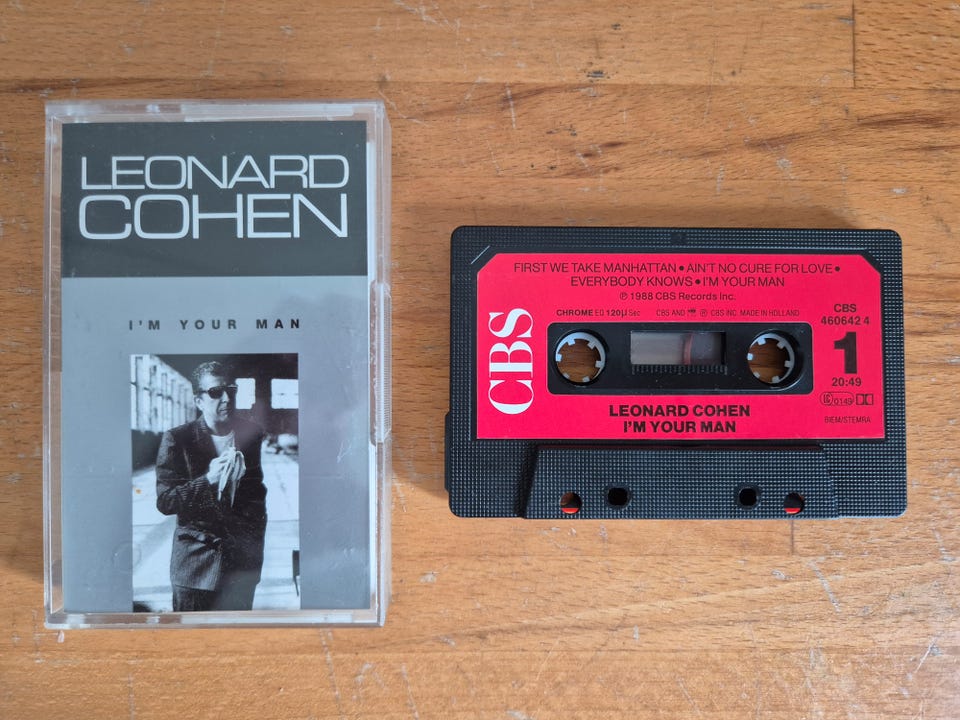 LEONARD
COHEN
I'M YOUR MAN
FIRST WE TAKE MANHATTAN • AIN'T NO CURE FOR LOVE •
EVERYBODY KNOWS • I'M YOUR MAN
℗ 1988 CBS Records Inc.
CHROME EQ 120µ Sec
CBS AND ℗ CBS INC. MADE IN HOLLAND
CBS
460642 4
1
20:49
LC 0149
BIEM/STEMRA
CBS
LEONARD COHEN
I'M YOUR MAN